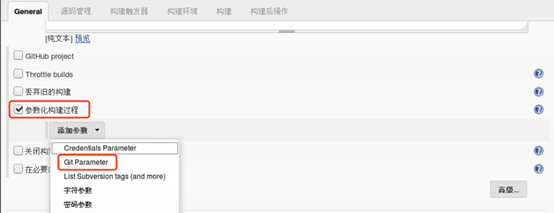 General 源码管理 构建触发器 构建环境 构建 构建后操作
[纯文本] 预览
GitHub project
Throttle builds
丢弃旧的构建
参数化构建过程
添加参数
Credentials Parameter
Git Parameter
关闭构
List Subversion tags (and more)
在必要
字符参数
密码参数
高级...